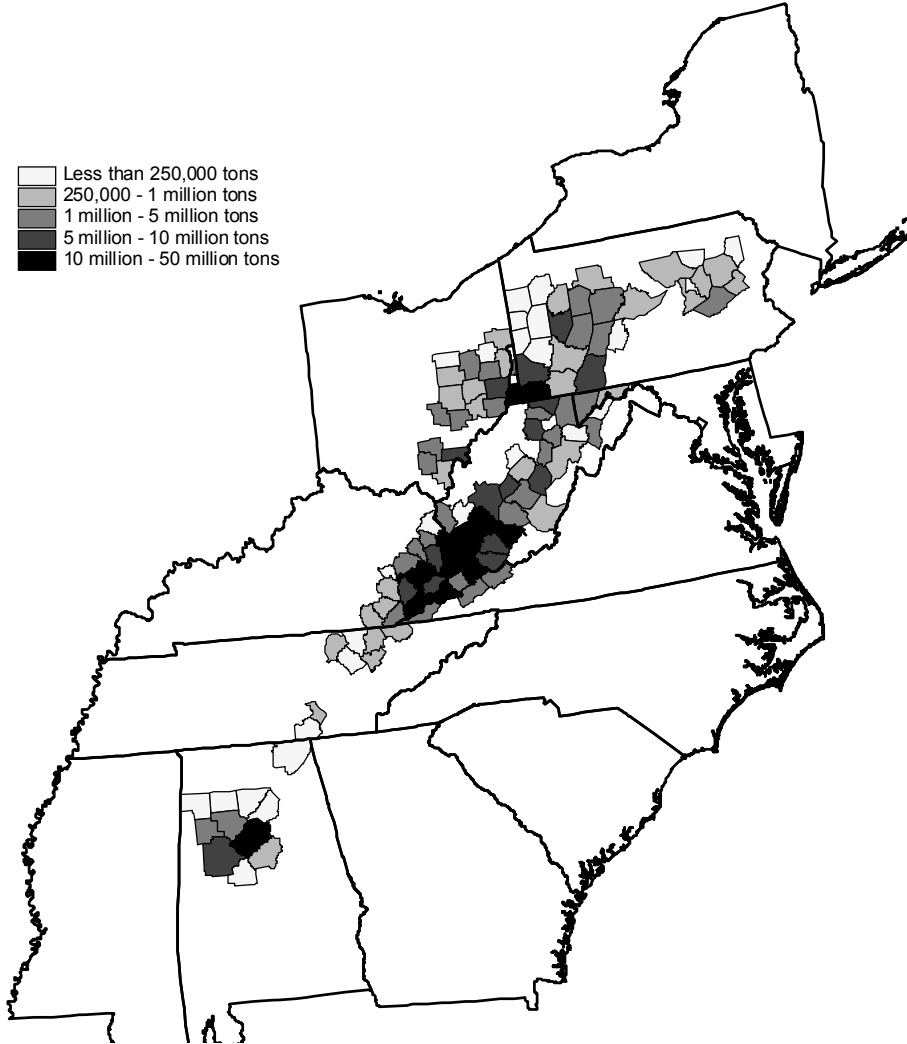 Less than 250,000 tons
250,000 - 1 million tons
1 million - 5 million tons
5 million - 10 million tons
10 million - 50 million tons